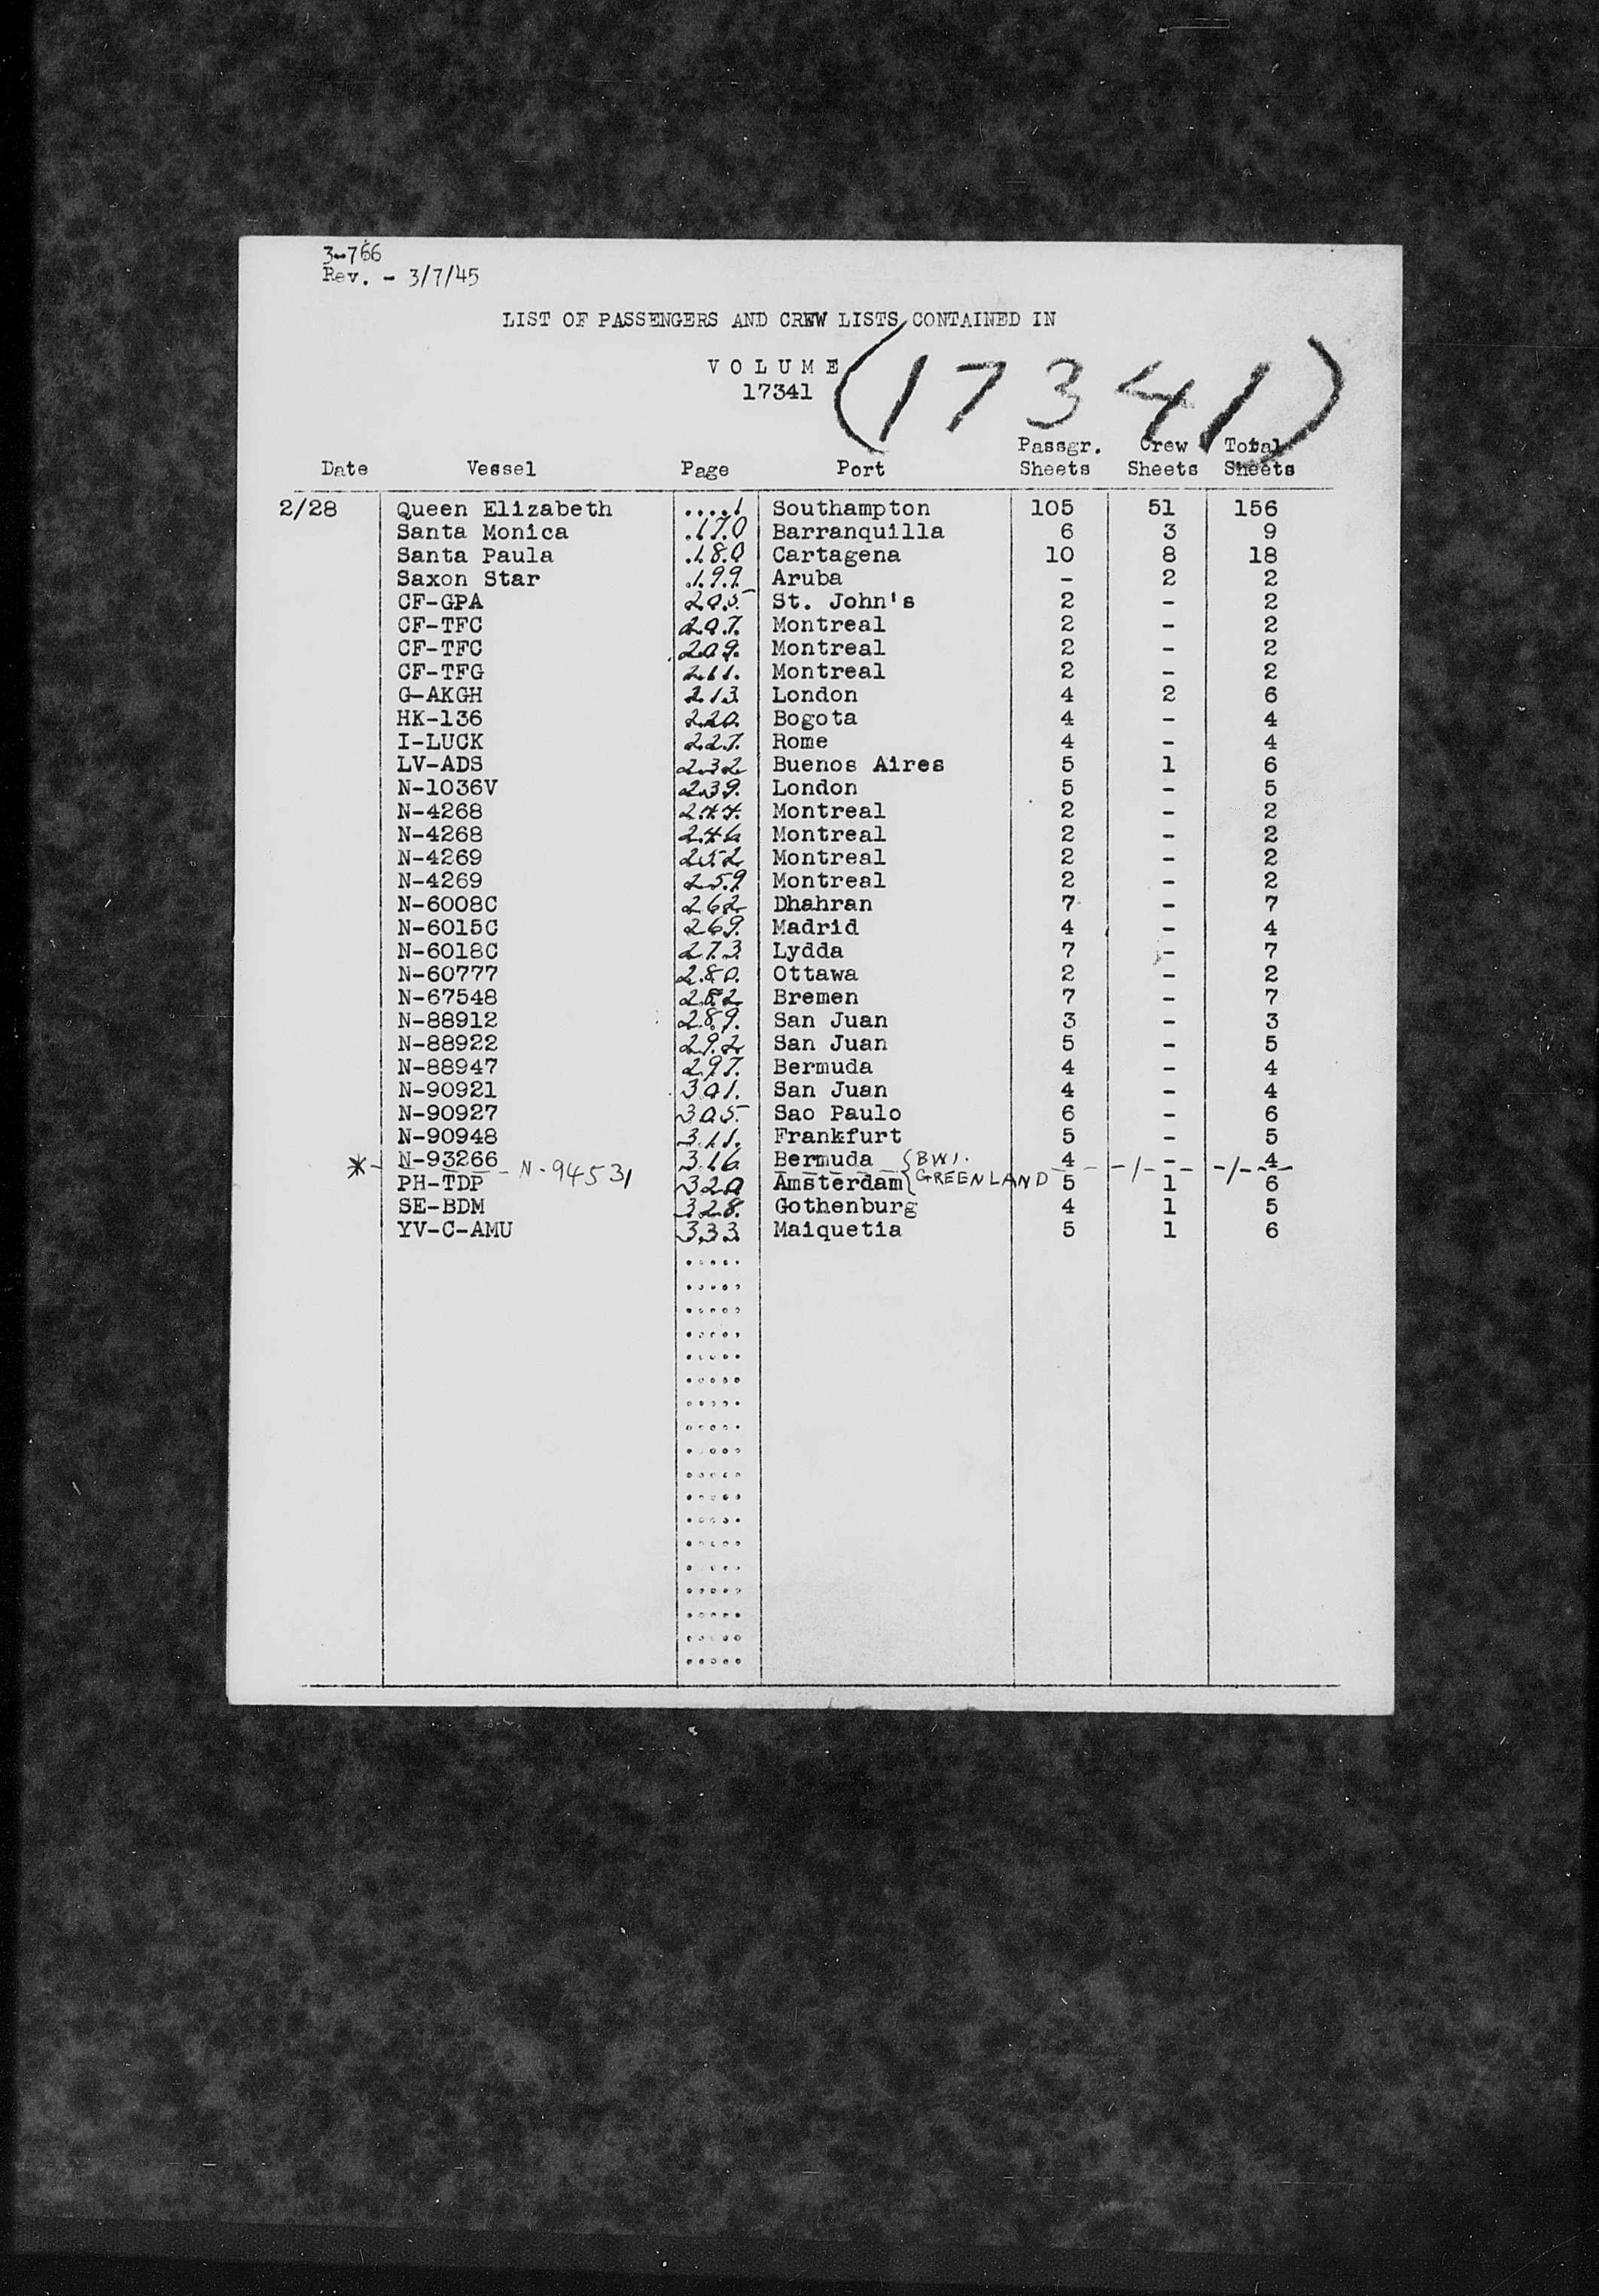 3-766
Rev. - 3/7/45
LIST OF PASSENGERS AND CREW LISTS CONTAINED IN
VOLUME
17341 (17341)
Date Vessel Page Port Passgr. Sheets Crew Sheets Total Sheets
2/28 Queen Elizabeth ....1 Southampton 105 51 156
Santa Monica 170 Barranquilla 6 3 9
Santa Paula 180 Cartagena 10 8 18
Saxon Star 199 Aruba - 2 2
CF-GPA 205 St. John's 2 - 2
CF-TFC 207 Montreal 2 - 2
CF-TFC 209 Montreal 2 - 2
CF-TFG 211 Montreal 2 - 2
G-AKGH 213 London 4 2 6
HK-136 220 Bogota 4 - 4
I-LUCK 227 Rome 4 - 4
LV-ADS 232 Buenos Aires 5 1 6
N-1036V 239 London 5 - 5
N-4268 244 Montreal 2 - 2
N-4268 246 Montreal 2 - 2
N-4269 252 Montreal 2 - 2
N-4269 259 Montreal 2 - 2
N-6008C 262 Dhahran 7 - 7
N-6015C 269 Madrid 4 - 4
N-6018C 273 Lydda 7 - 7
N-60777 280 Ottawa 2 - 2
N-67548 282 Bremen 7 - 7
N-88912 289 San Juan 3 - 3
N-88922 292 San Juan 5 - 5
N-88947 297 Bermuda 4 - 4
N-90921 301 San Juan 4 - 4
N-90927 305 Sao Paulo 6 - 6
N-90948 311 Frankfurt 5 - 5
N-93266 316 Bermuda 4 - 4
* - N-94531 { BWI. GREENLAND -/- -/-
PH-TDP 320 Amsterdam 5 1 6
SE-BDM 328 Gothenburg 4 1 5
YV-C-AMU 333 Maiquetia 5 1 6